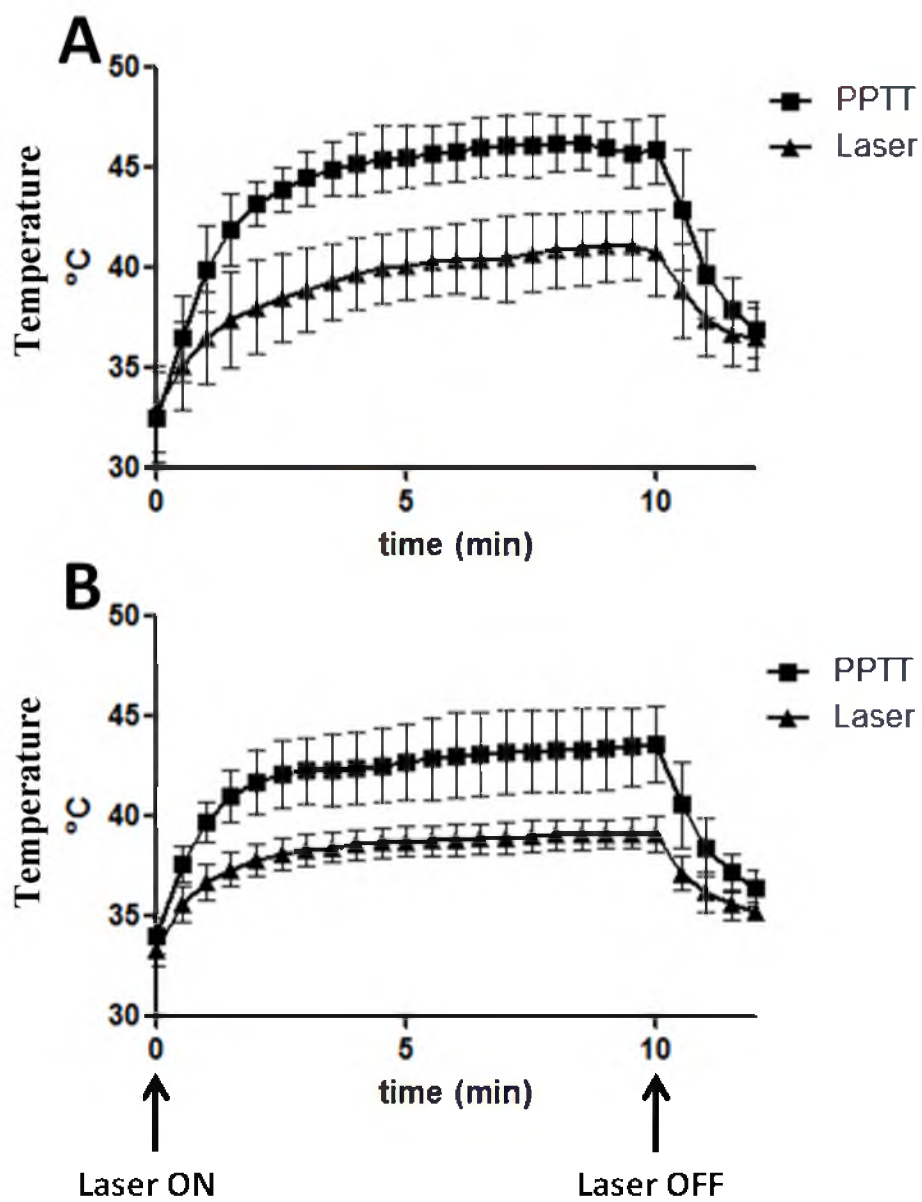 A
50
45
40
35
30
Temperature
°C
0
5
10
time (min)
PPTT
Laser
B
50
45
40
35
30
Temperature
°C
0
5
10
time (min)
PPTT
Laser
Laser ON
Laser OFF